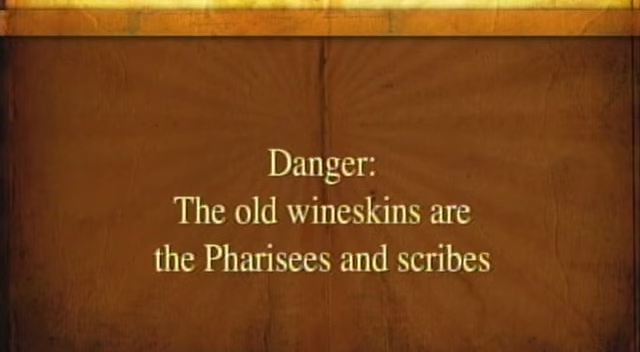 Danger:
The old wineskins are
the Pharisees and scribes